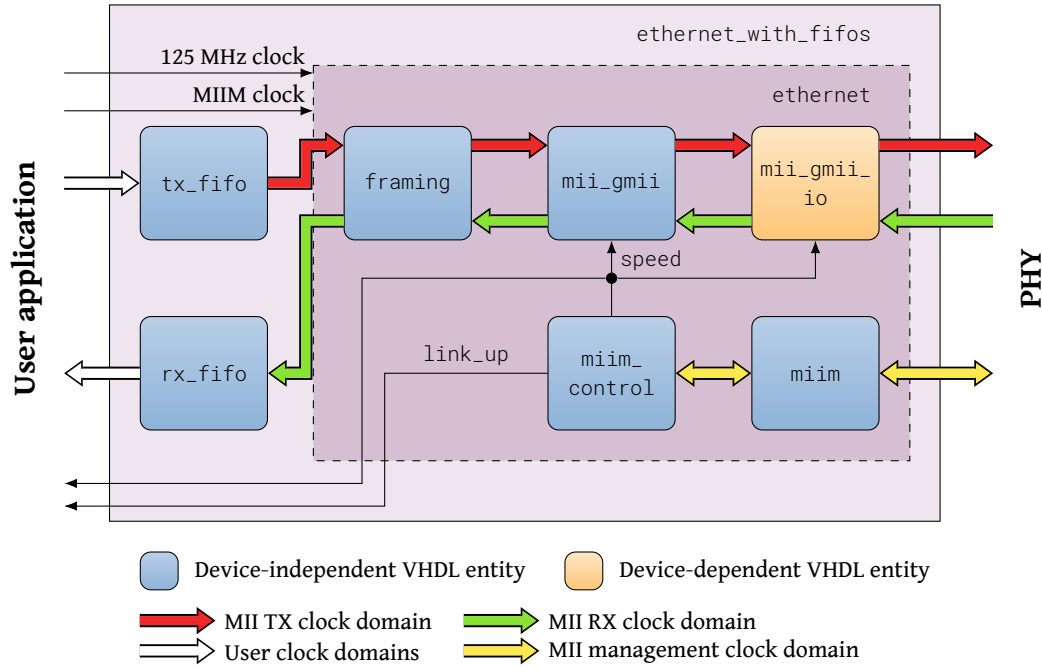 ethernet_with_fifos
125 MHz clock
MIIM clock
ethernet
User application
tx_fifo
framing
mii_gmii
mii_gmii_
io
speed
PHY
rx_fifo
link_up
miim_
control
miim
Device-independent VHDL entity
Device-dependent VHDL entity
MII TX clock domain
MII RX clock domain
User clock domains
MII management clock domain